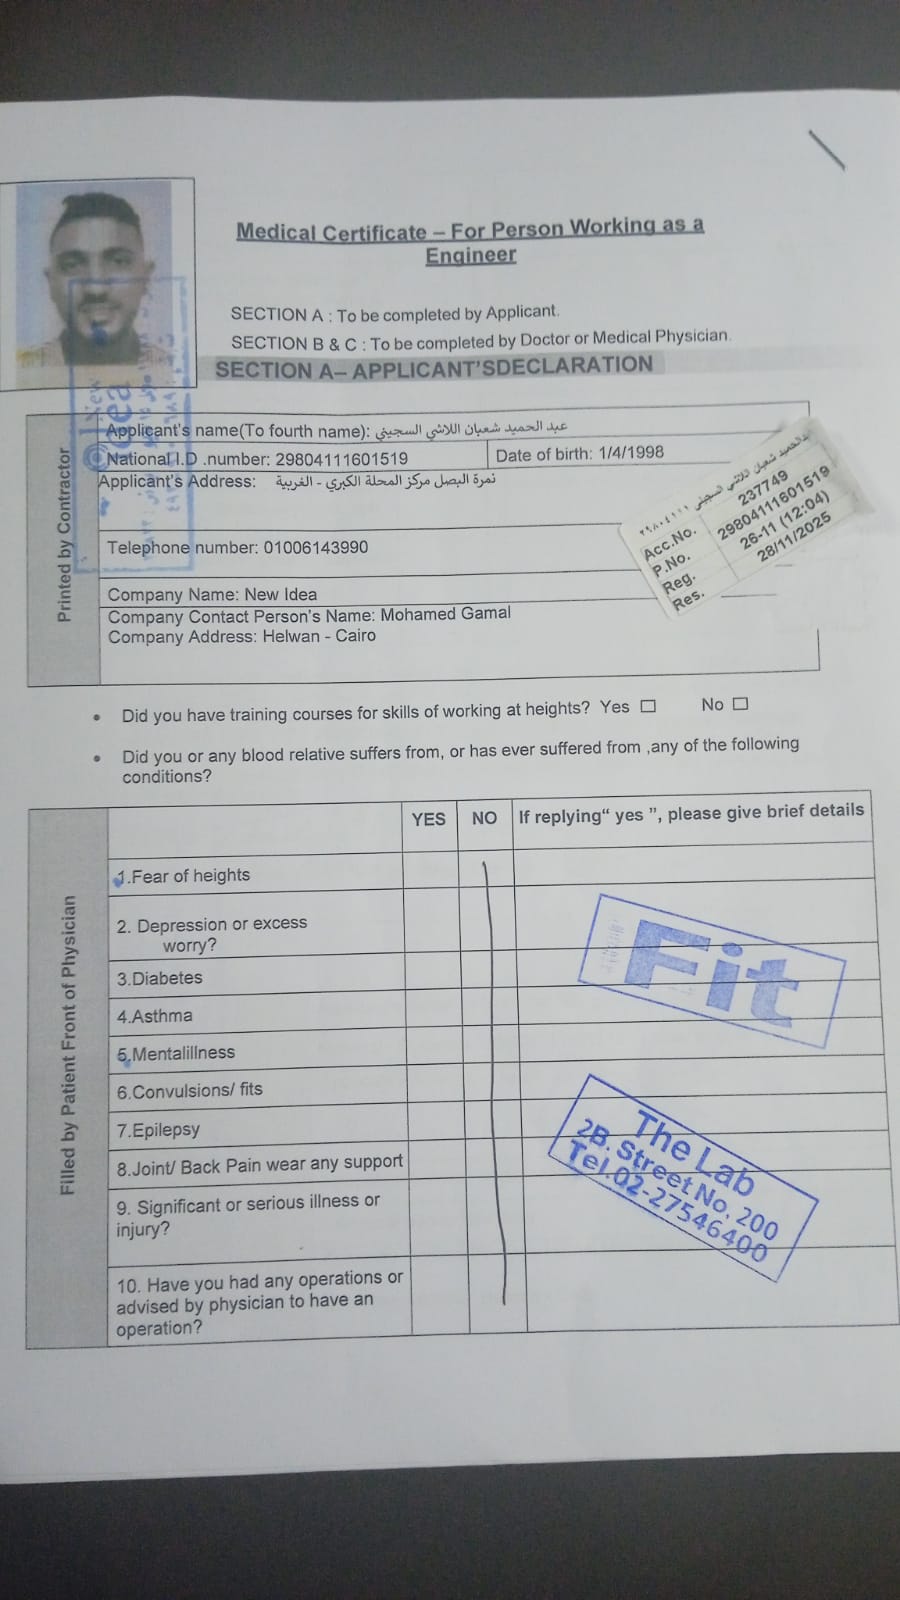 Medical Certificate – For Person Working as a
Engineer
SECTION A : To be completed by Applicant.
SECTION B & C : To be completed by Doctor or Medical Physician.
SECTION A– APPLICANT'SDECLARATION
Printed by Contractor
Applicant's name(To fourth name): عبد الحميد شعبان اللاشي السجيني
National I.D .number: 29804111601519
Date of birth: 1/4/1998
Applicant's Address: نمرة البصل مركز المحلة الكبري - الغربية
Telephone number: 01006143990
Company Name: New Idea
Company Contact Person's Name: Mohamed Gamal
Company Address: Helwan - Cairo
New
Idea
Acc.No. 237749
P.No. 29804111601519
Reg. 26-11 (12:04)
Res. 28/11/2025
• Did you have training courses for skills of working at heights? Yes ☐ No ☐
• Did you or any blood relative suffers from, or has ever suffered from ,any of the following
conditions?
Filled by Patient Front of Physician
YES NO If replying“ yes ”, please give brief details
1.Fear of heights
2. Depression or excess
worry?
3.Diabetes
4.Asthma
5.Mentalillness
6.Convulsions/ fits
7.Epilepsy
8.Joint/ Back Pain wear any support
9. Significant or serious illness or
injury?
10. Have you had any operations or
advised by physician to have an
operation?
Fit
The Lab
2B. Street No. 200
Tel.02-27546400